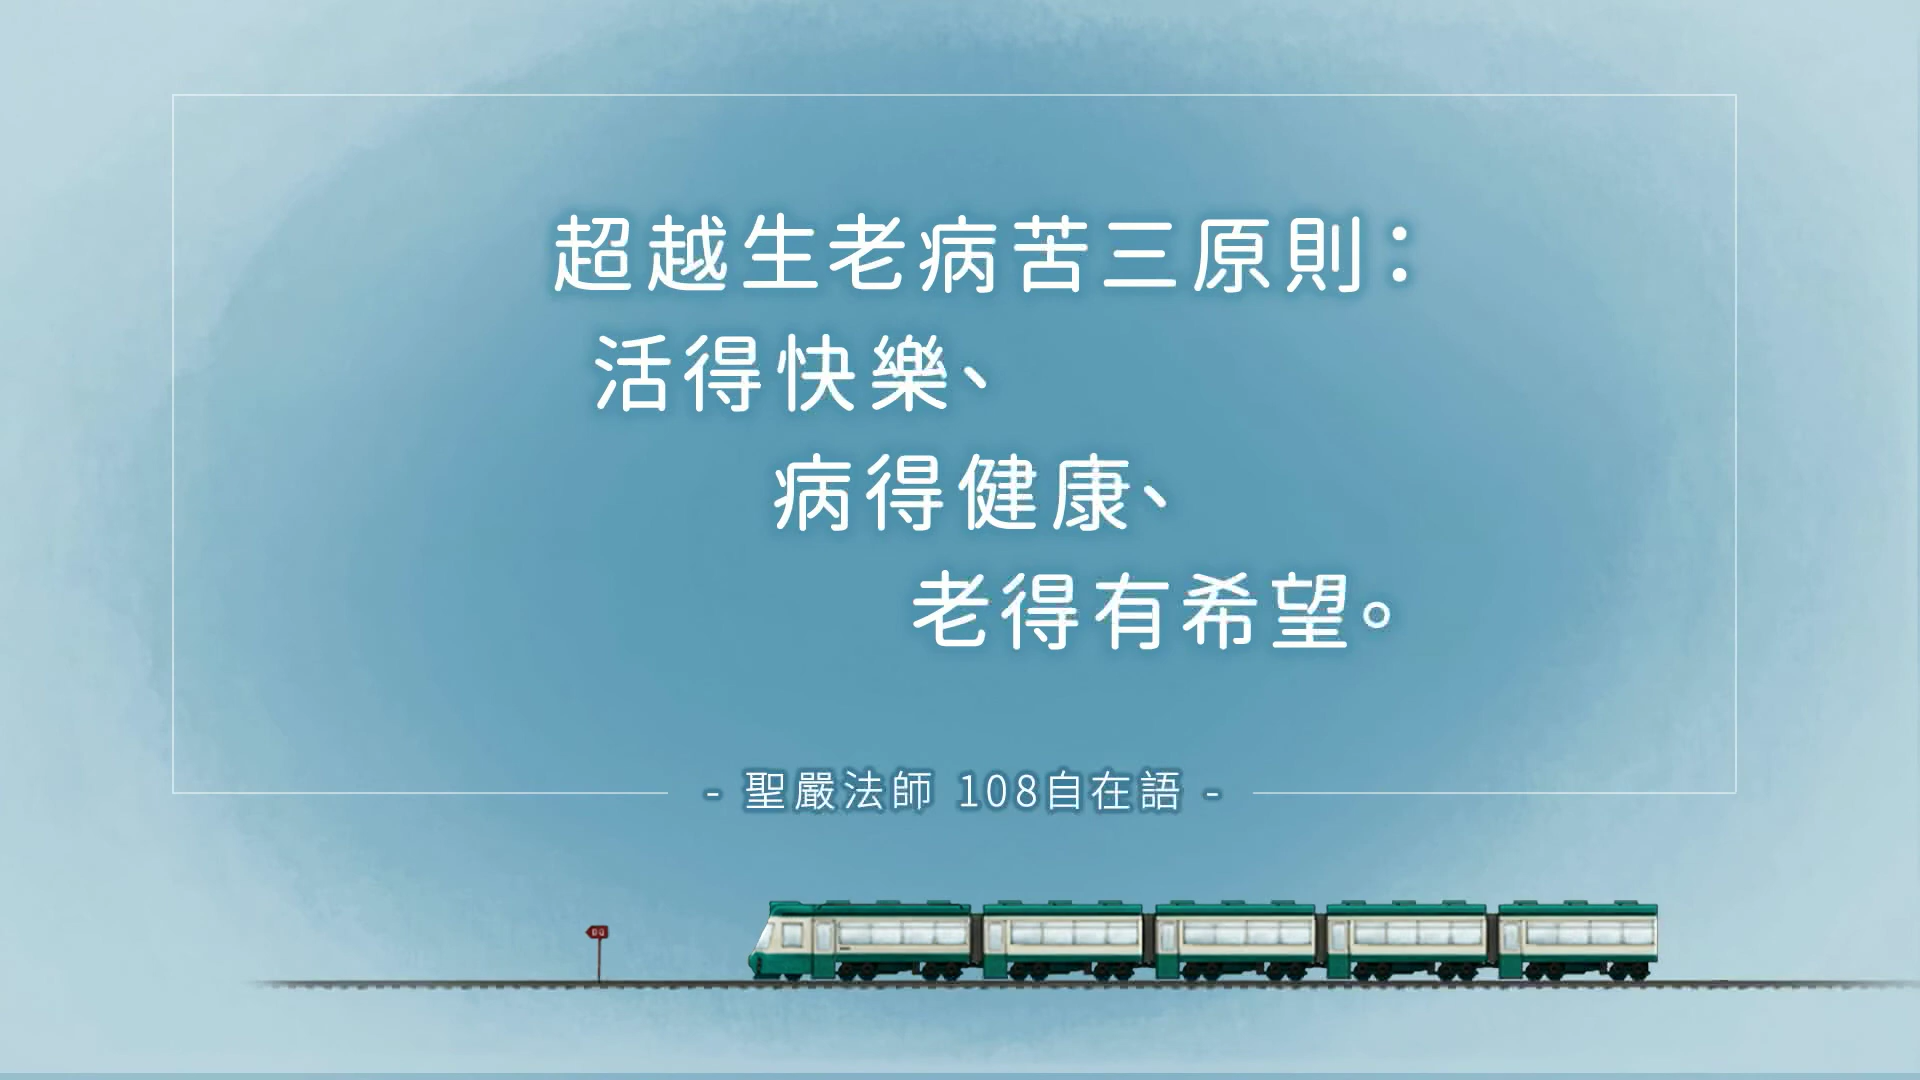 超越生老病苦三原則：
活得快樂、
病得健康、
老得有希望。
- 聖嚴法師 108自在語 -